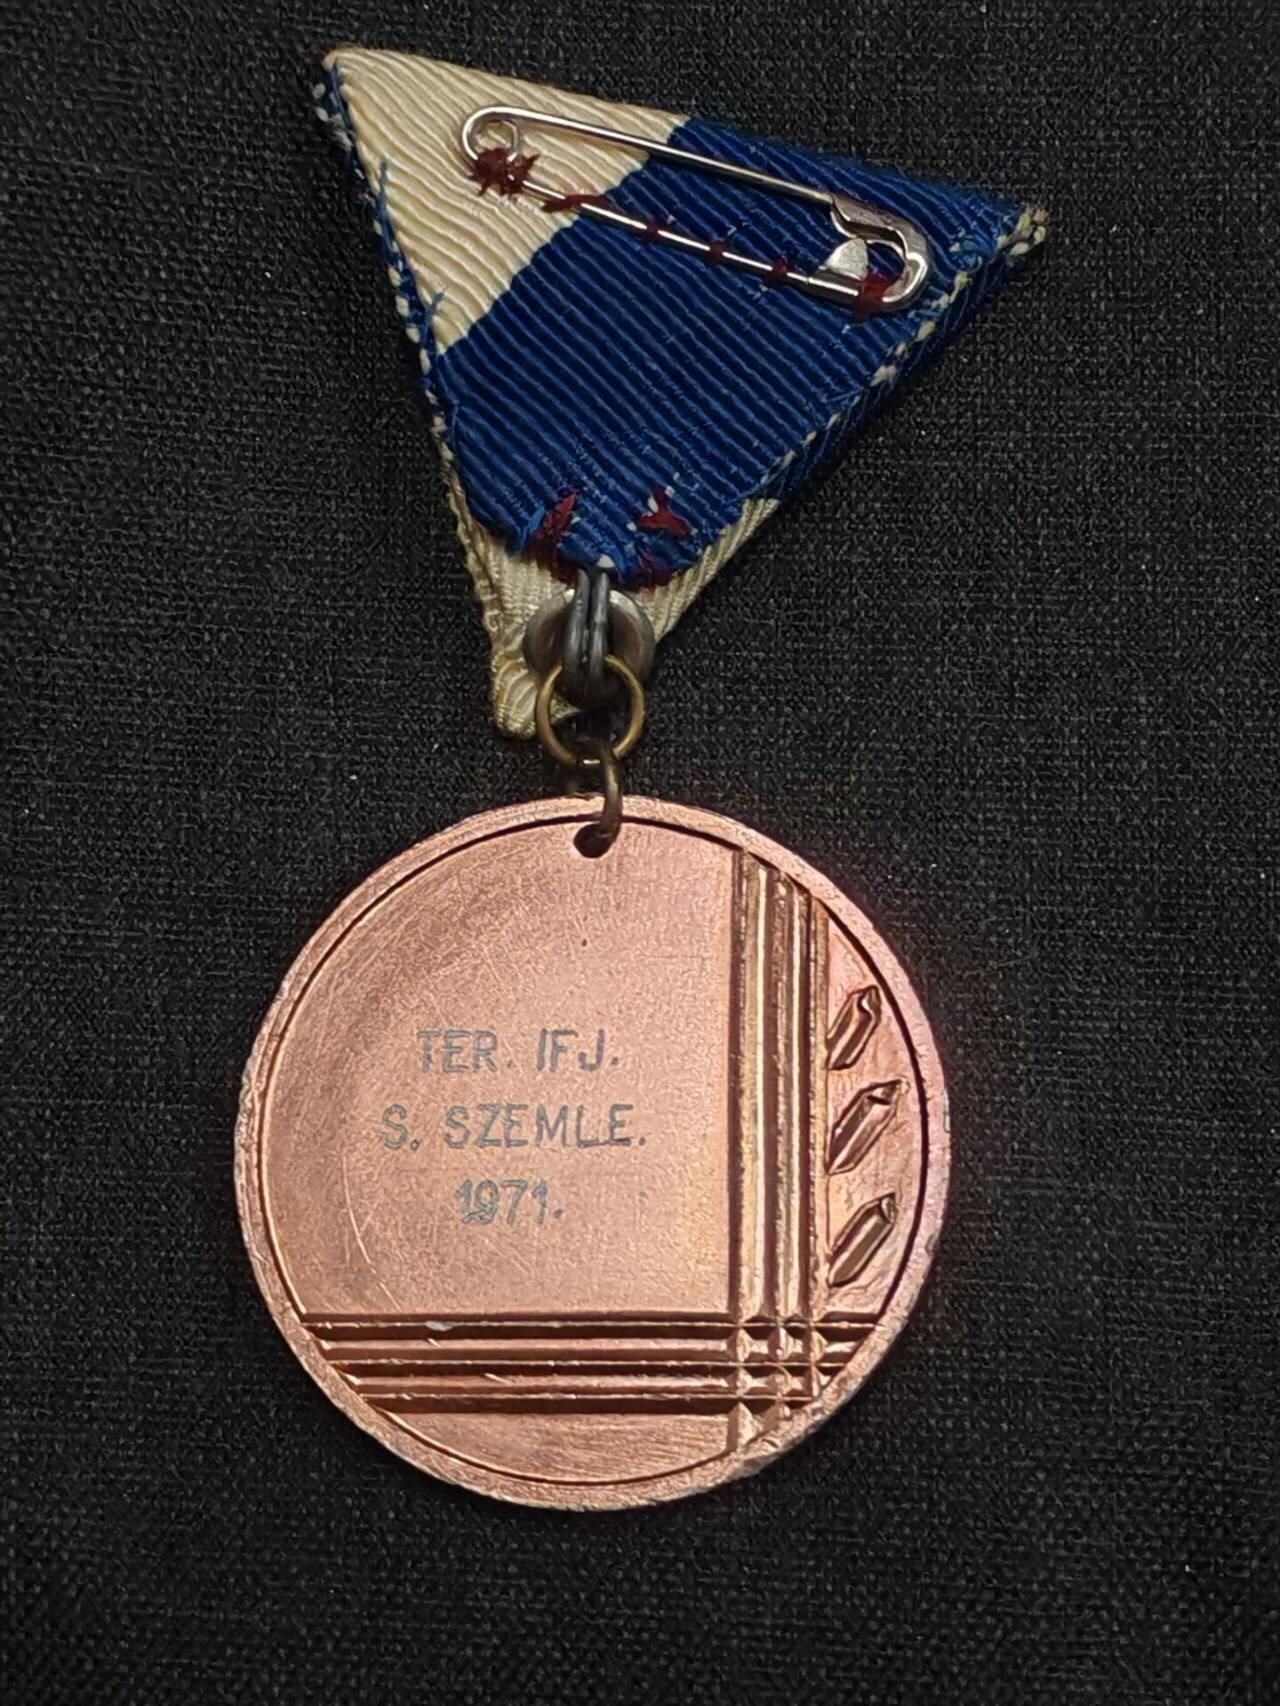 TER. IFJ.
S. SZEMLE.
1971.